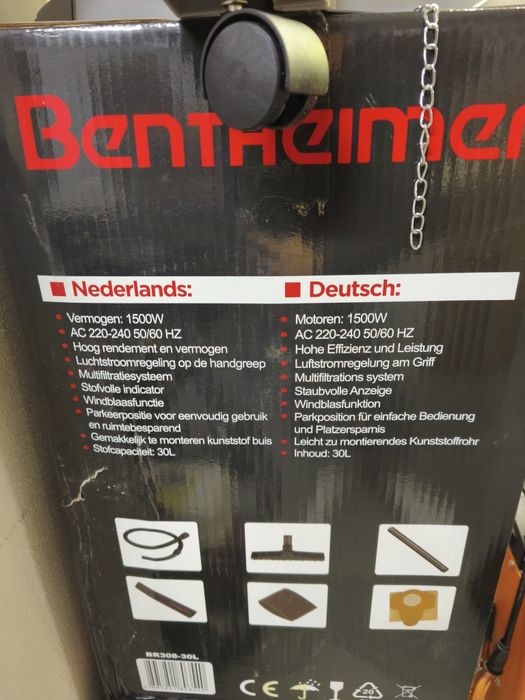 Bentheimer
Nederlands:
Vermogen: 1500W
AC 220-240 50/60 HZ
Hoog rendement en vermogen
Luchtstroomregeling op de handgreep
Multifiltratiesysteem
Stofvolle indicator
Windblaasfunctie
Parkeerpositie voor eenvoudig gebruik
en ruimtebesparend
Gemakkelijk te monteren kunststof buis
Stofcapaciteit: 30L
Deutsch:
Motoren: 1500W
AC 220-240 50/60 HZ
Hohe Effizienz und Leistung
Luftstromregelung am Griff
Multifiltrations system
Staubvolle Anzeige
Windblasfunktion
Parkposition für einfache Bedienung
und Platzersparnis
Leicht zu montierendes Kunststoffrohr
Inhoud: 30L
BR308-30L
CE
20